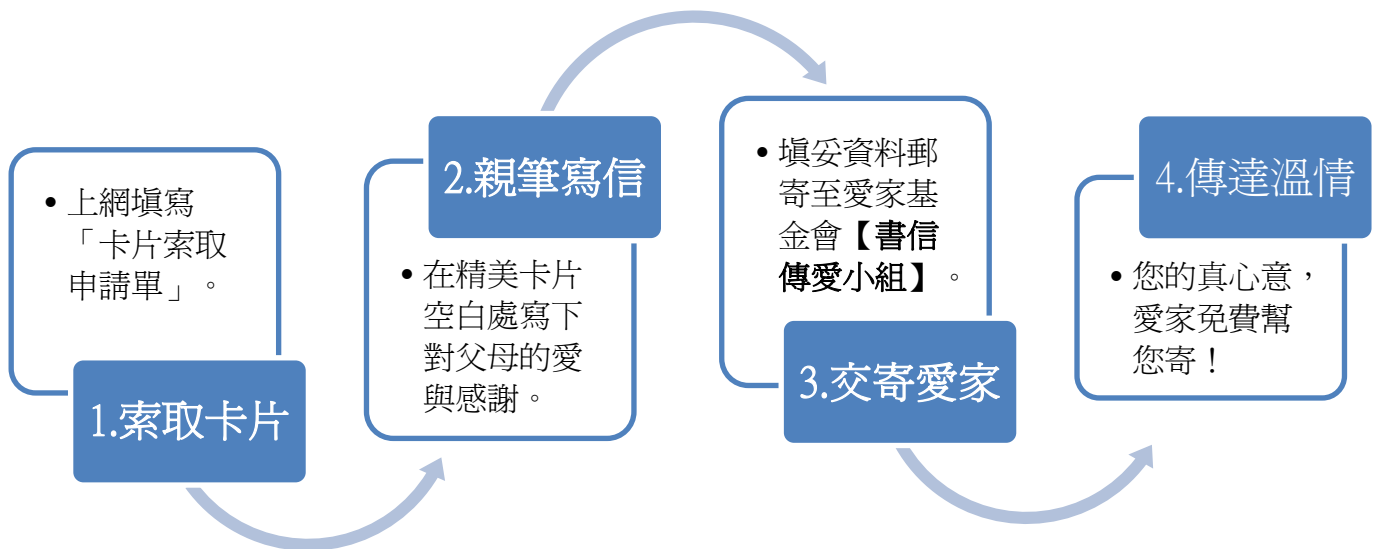 • 上網填寫
「卡片索取
申請單」。
1.索取卡片
2.親筆寫信
• 在精美卡片
空白處寫下
對父母的愛
與感謝。
• 填妥資料郵
寄至愛家基
金會【書信
傳愛小組】。
3.交寄愛家
4.傳達溫情
• 您的真心意，
愛家免費幫
您寄！